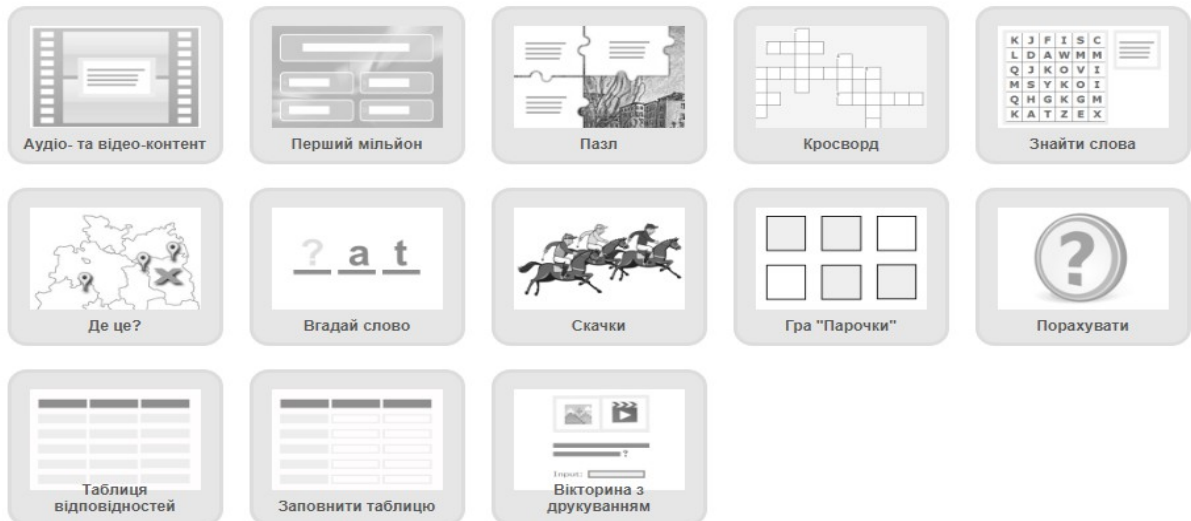 K J F I S C
L D A W M M
Q J K O V I
M S Y K O I
Q H G K G M
K A T Z E X
Аудіо- та відео-контент
Перший мільйон
Пазл
Кросворд
Знайти слова
? a t
Де це?
Вгадай слово
Скачки
Гра "Парочки"
?
Порахувати
?
Input:
Таблиця
відповідностей
Заповнити таблицю
Вікторина з
друкуванням